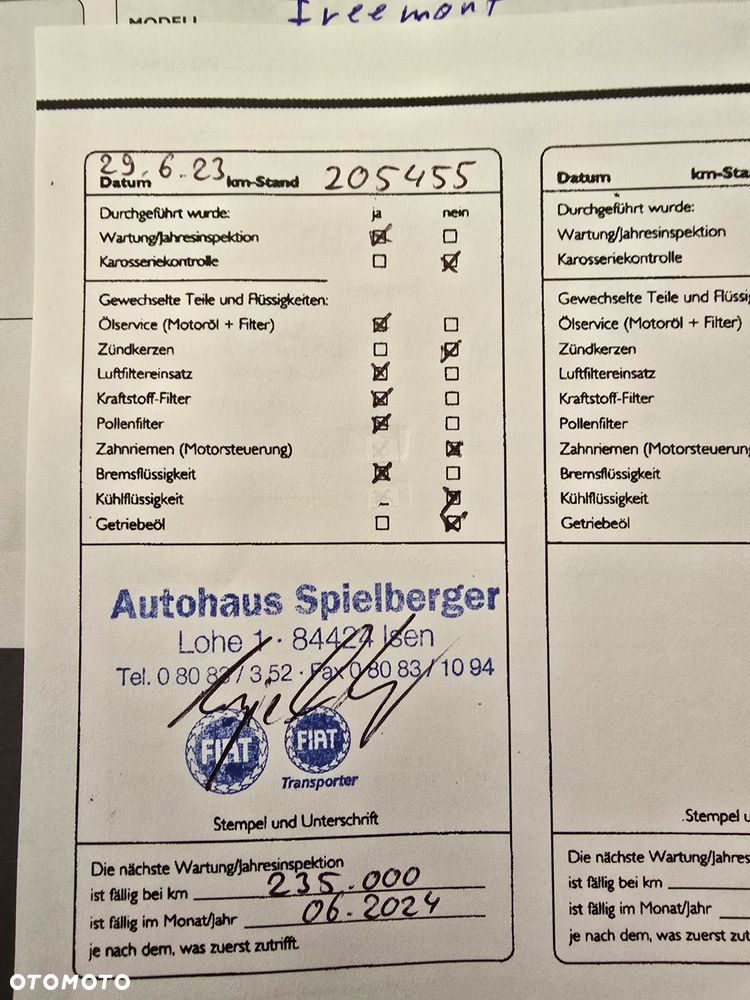 MODELL Freemont
29.6.23 205455
Datum km-Stand
Durchgeführt wurde: ja nein
Wartung/Jahresinspektion
Karosseriekontrolle
Gewechselte Teile und Flüssigkeiten:
Ölservice (Motoröl + Filter)
Zündkerzen
Luftfiltereinsatz
Kraftstoff-Filter
Pollenfilter
Zahnriemen (Motorsteuerung)
Bremsflüssigkeit
Kühlflüssigkeit
Getriebeöl
Autohaus Spielberger
Lohe 1 · 84424 Isen
Tel. 0 80 83 / 3 52 · Fax 0 80 83 / 10 94
FIAT FIAT
Transporter
Stempel und Unterschrift
Die nächste Wartung/Jahresinspektion
ist fällig bei km 235.000
ist fällig im Monat/Jahr 06.2024
je nach dem, was zuerst zutrifft.
Datum km-Sta
Durchgeführt wurde:
Wartung/Jahresinspektion
Karosseriekontrolle
Gewechselte Teile und Flüssig
Ölservice (Motoröl + Filter)
Zündkerzen
Luftfiltereinsatz
Kraftstoff-Filter
Pollenfilter
Zahnriemen (Motorsteuerung
Bremsflüssigkeit
Kühlflüssigkeit
Getriebeöl
Stempel u
Die nächste Wartung/Jahres
ist fällig bei km
ist fällig im Monat/Jahr
je nach dem, was zuerst zut
OTOMOTO